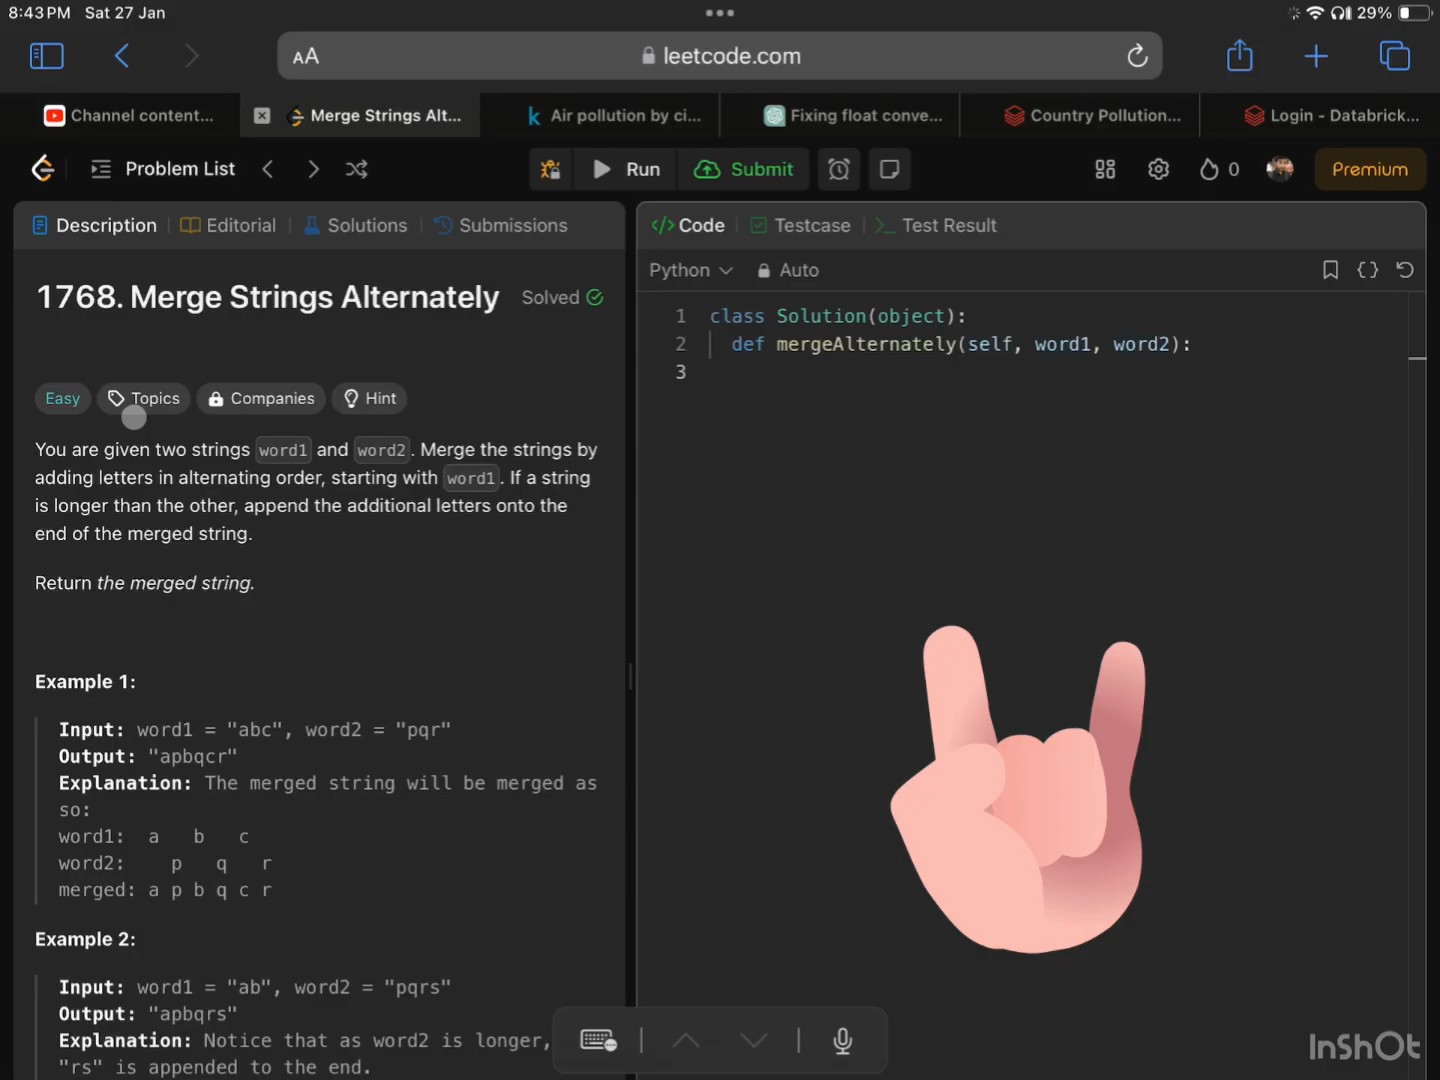 8:43 PM Sat 27 Jan
29%
AA leetcode.com
Channel content... Merge Strings Alt... Air pollution by ci... Fixing float conve... Country Pollution... Login - Databrick...
Problem List Run Submit 0 Premium
Description Editorial Solutions Submissions
1768. Merge Strings Alternately Solved
Easy Topics Companies Hint
You are given two strings word1 and word2. Merge the strings by
adding letters in alternating order, starting with word1. If a string
is longer than the other, append the additional letters onto the
end of the merged string.
Return the merged string.
Example 1:
Input: word1 = "abc", word2 = "pqr"
Output: "apbqcr"
Explanation: The merged string will be merged as
so:
word1: a b c
word2: p q r
merged: a p b q c r
Example 2:
Input: word1 = "ab", word2 = "pqrs"
Output: "apbqrs"
Explanation: Notice that as word2 is longer,
"rs" is appended to the end.
</> Code Testcase Test Result
Python Auto
1 class Solution(object):
2 def mergeAlternately(self, word1, word2):
3
InShOt